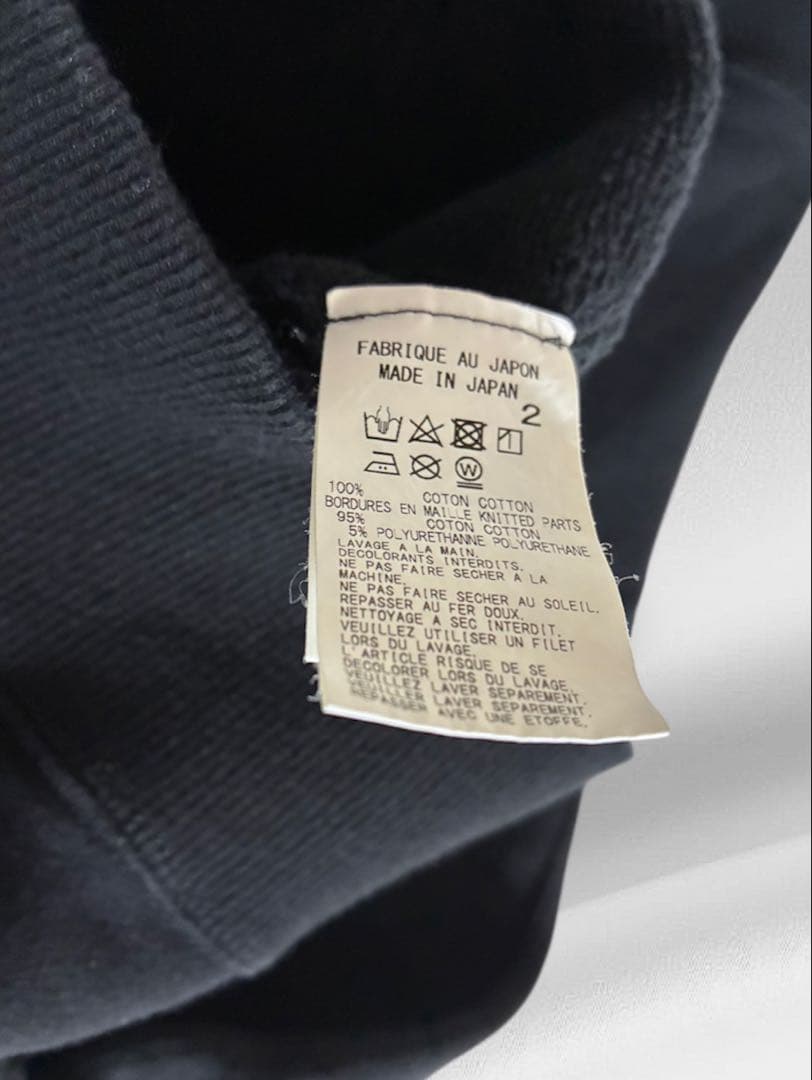 FABRIQUE AU JAPON
MADE IN JAPAN
2
W
100% COTON COTTON
BORDURES EN MAILLE KNITTED PARTS
95% COTON COTTON
5% POLYURETHANNE POLYURETHANE
LAVAGE A LA MAIN.
DECOLORANTS INTERDITS.
NE PAS FAIRE SECHER A LA
MACHINE.
NE PAS FAIRE SECHER AU SOLEIL.
REPASSER AU FER DOUX.
NETTOYAGE A SEC INTERDIT.
VEUILLEZ UTILISER UN FILET
LORS DU LAVAGE.
L'ARTICLE RISQUE DE SE
DECOLORER LORS DU LAVAGE.
VEUILLEZ LAVER SEPAREMENT.
VEUILLER LAVER SEPAREMENT.
REPASSER AVEC UNE ETOFFE.